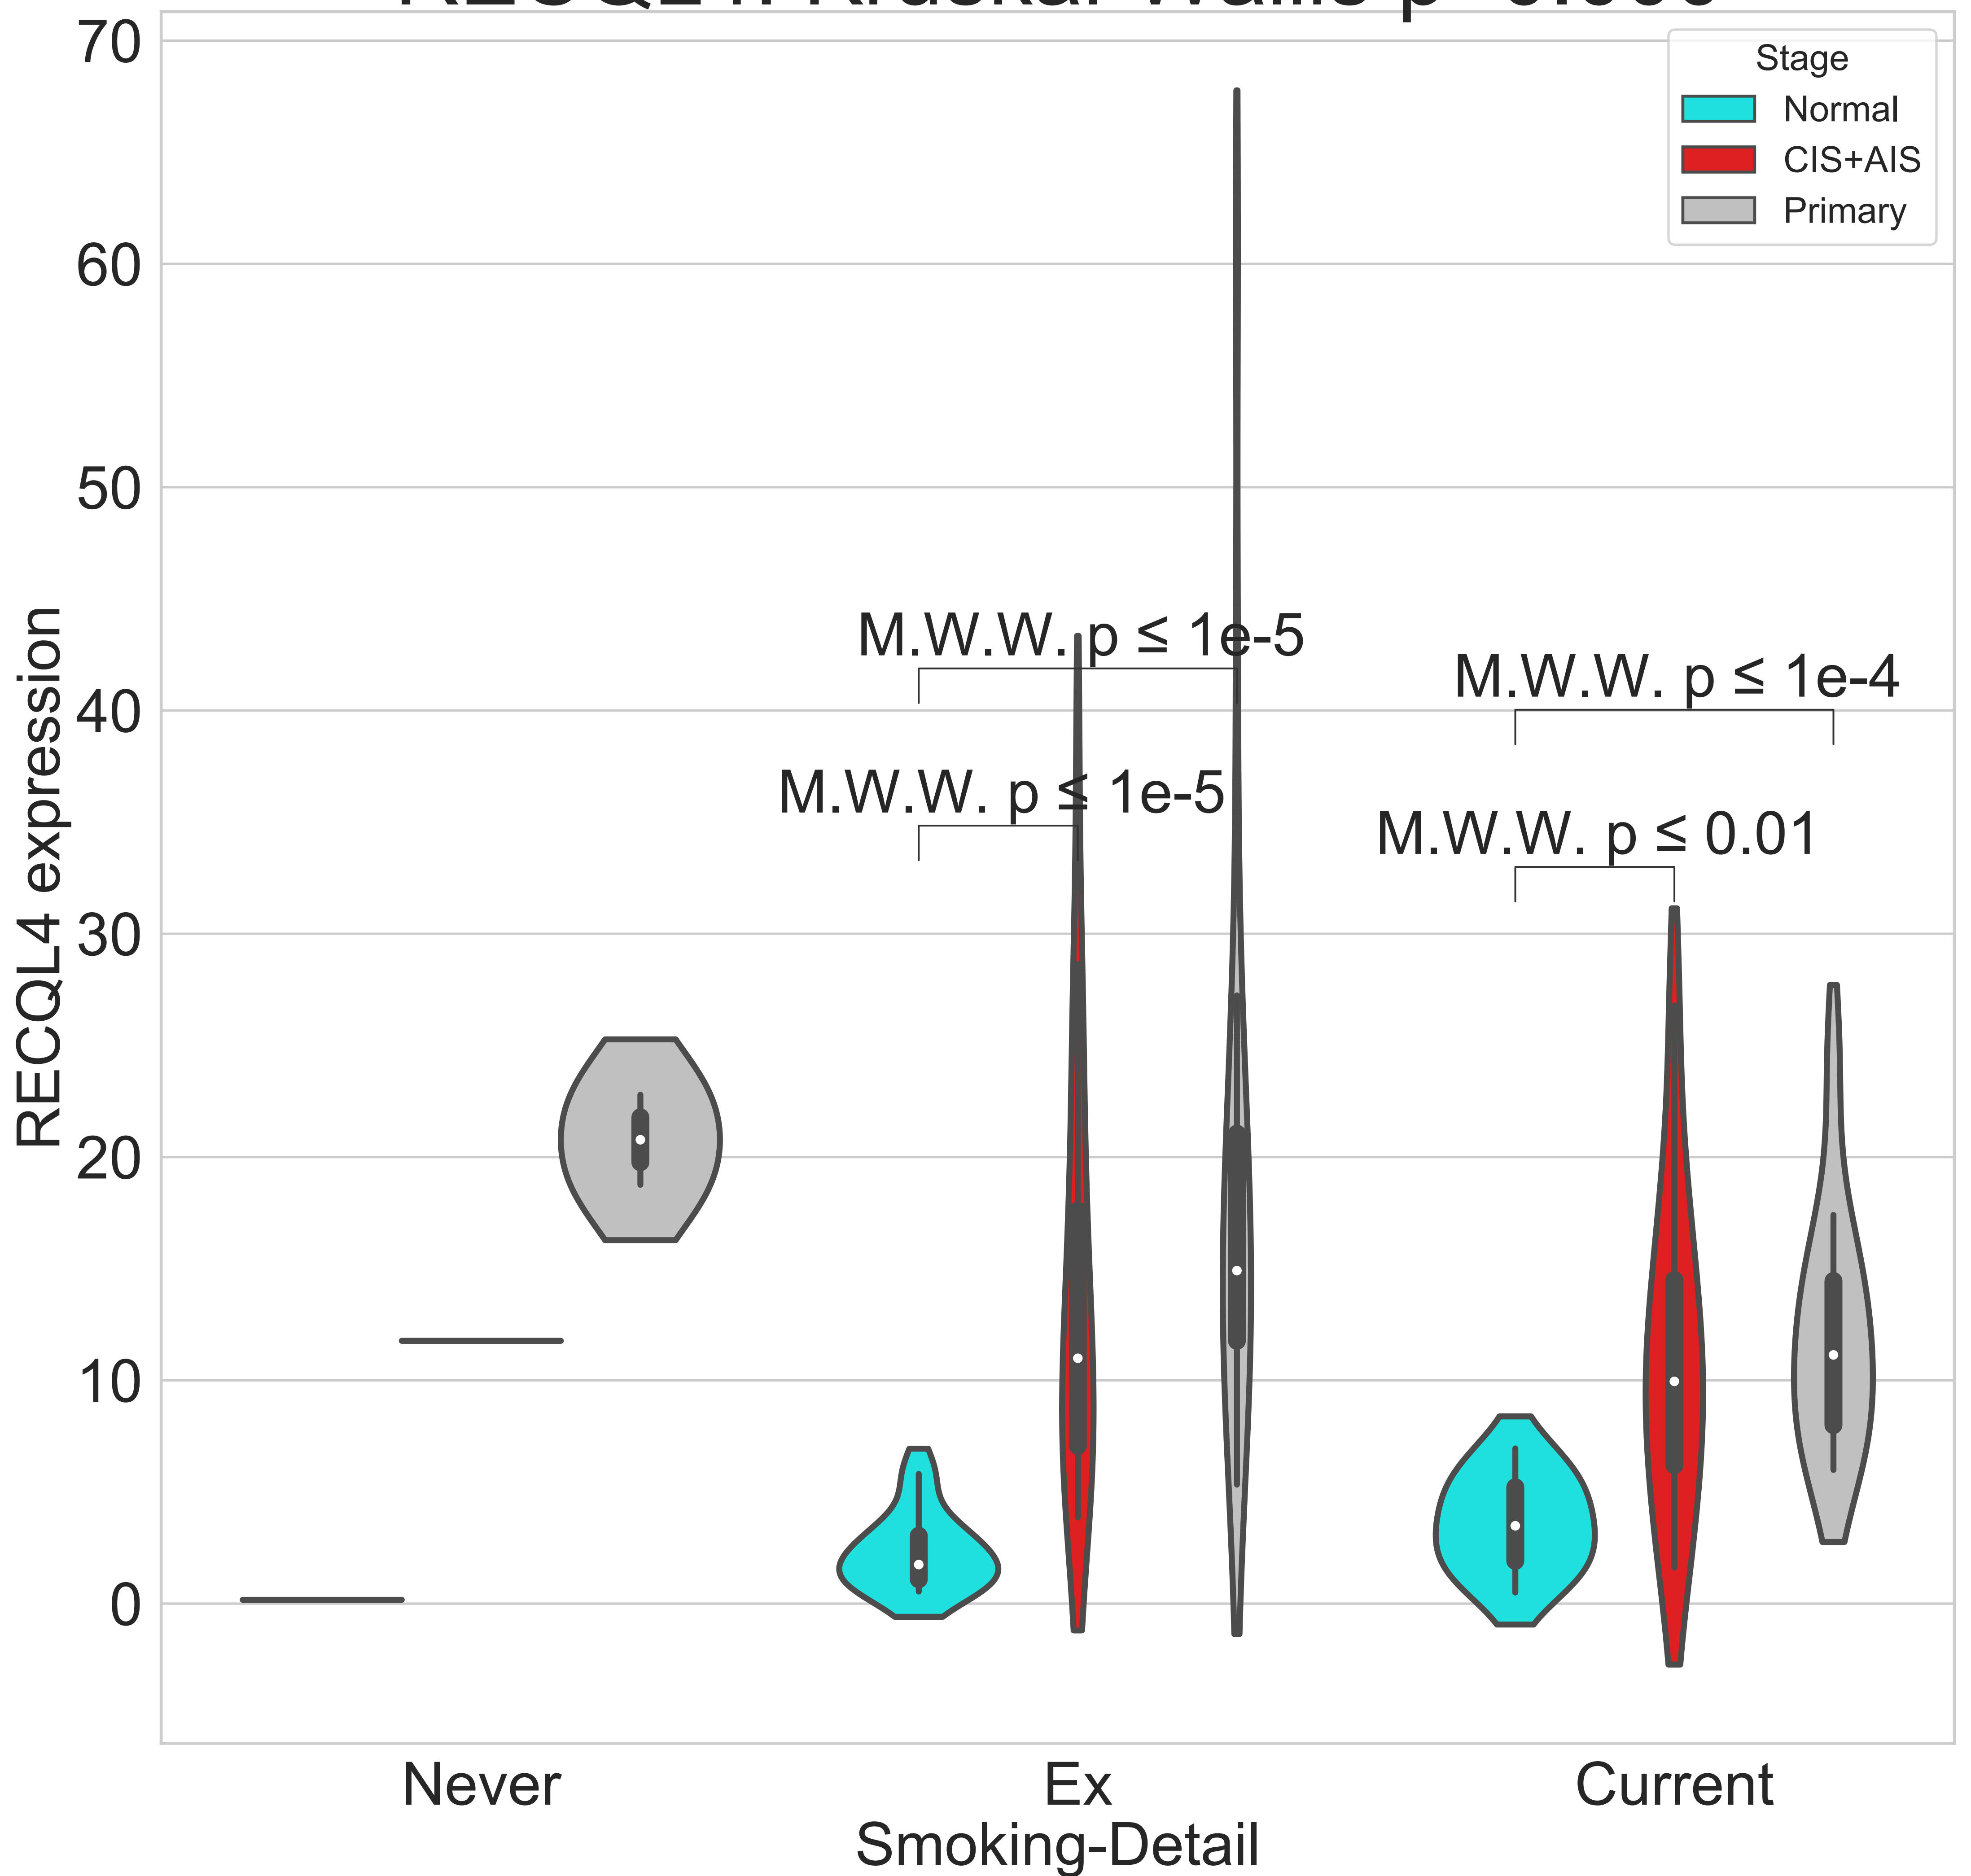 70
60
50
40
30
20
10
0
RECQL4 expression
Stage
Normal
CIS+AIS
Primary
M.W.W. p ≤ 1e-5
M.W.W. p ≤ 1e-4
M.W.W. p ≤ 1e-5
M.W.W. p ≤ 0.01
Never
Ex
Current
Smoking-Detail